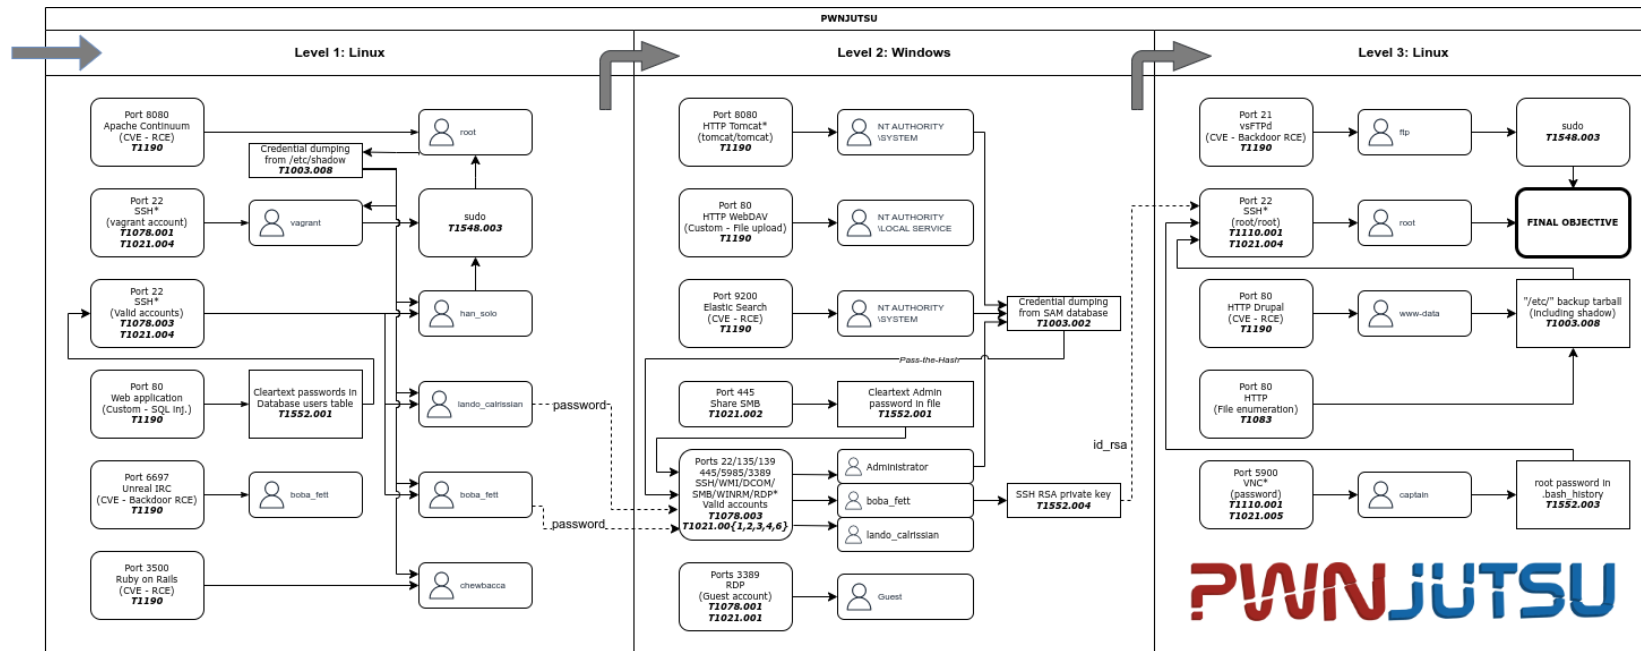 PWNJUTSU
Level 1: Linux
Level 2: Windows
Level 3: Linux
Port 8080
Apache Continuum
(CVE - RCE)
T1190
root
Credential dumping
from /etc/shadow
T1003.008
Port 22
SSH*
(vagrant account)
T1078.001
T1021.004
vagrant
sudo
T1548.003
Port 22
SSH*
(Valid accounts)
T1078.003
T1021.004
han_solo
Port 80
Web application
(Custom - SQL Inj.)
T1190
Cleartext passwords in
Database users table
T1552.001
lando_calrissian
password
Port 6697
Unreal IRC
(CVE - Backdoor RCE)
T1190
boba_fett
boba_fett
password
Port 3500
Ruby on Rails
(CVE - RCE)
T1190
chewbacca
Port 8080
HTTP Tomcat*
(tomcat/tomcat)
T1190
NT AUTHORITY
\SYSTEM
Port 80
HTTP WebDAV
(Custom - File upload)
T1190
NT AUTHORITY
\LOCAL SERVICE
Port 9200
Elastic Search
(CVE - RCE)
T1190
NT AUTHORITY
\SYSTEM
Credential dumping
from SAM database
T1003.002
Pass-the-Hash
Port 445
Share SMB
T1021.002
Cleartext Admin
password in file
T1552.001
Ports 22/135/139
445/5985/3389
SSH/WMI/DCOM/
SMB/WINRM/RDP*
Valid accounts
T1078.003
T1021.00{1,2,3,4,6}
Administrator
boba_fett
lando_calrissian
SSH RSA private key
T1552.004
id_rsa
Ports 3389
RDP
(Guest account)
T1078.001
T1021.001
Guest
Port 21
vsFTPd
(CVE - Backdoor RCE)
T1190
ftp
sudo
T1548.003
Port 22
SSH*
(root/root)
T1110.001
T1021.004
root
FINAL OBJECTIVE
Port 80
HTTP Drupal
(CVE - RCE)
T1190
www-data
"/etc/" backup tarball
(including shadow)
T1003.008
Port 80
HTTP
(File enumeration)
T1083
Port 5900
VNC*
(password)
T1110.001
T1021.005
captain
root password in
.bash_history
T1552.003
PWNJUTSU